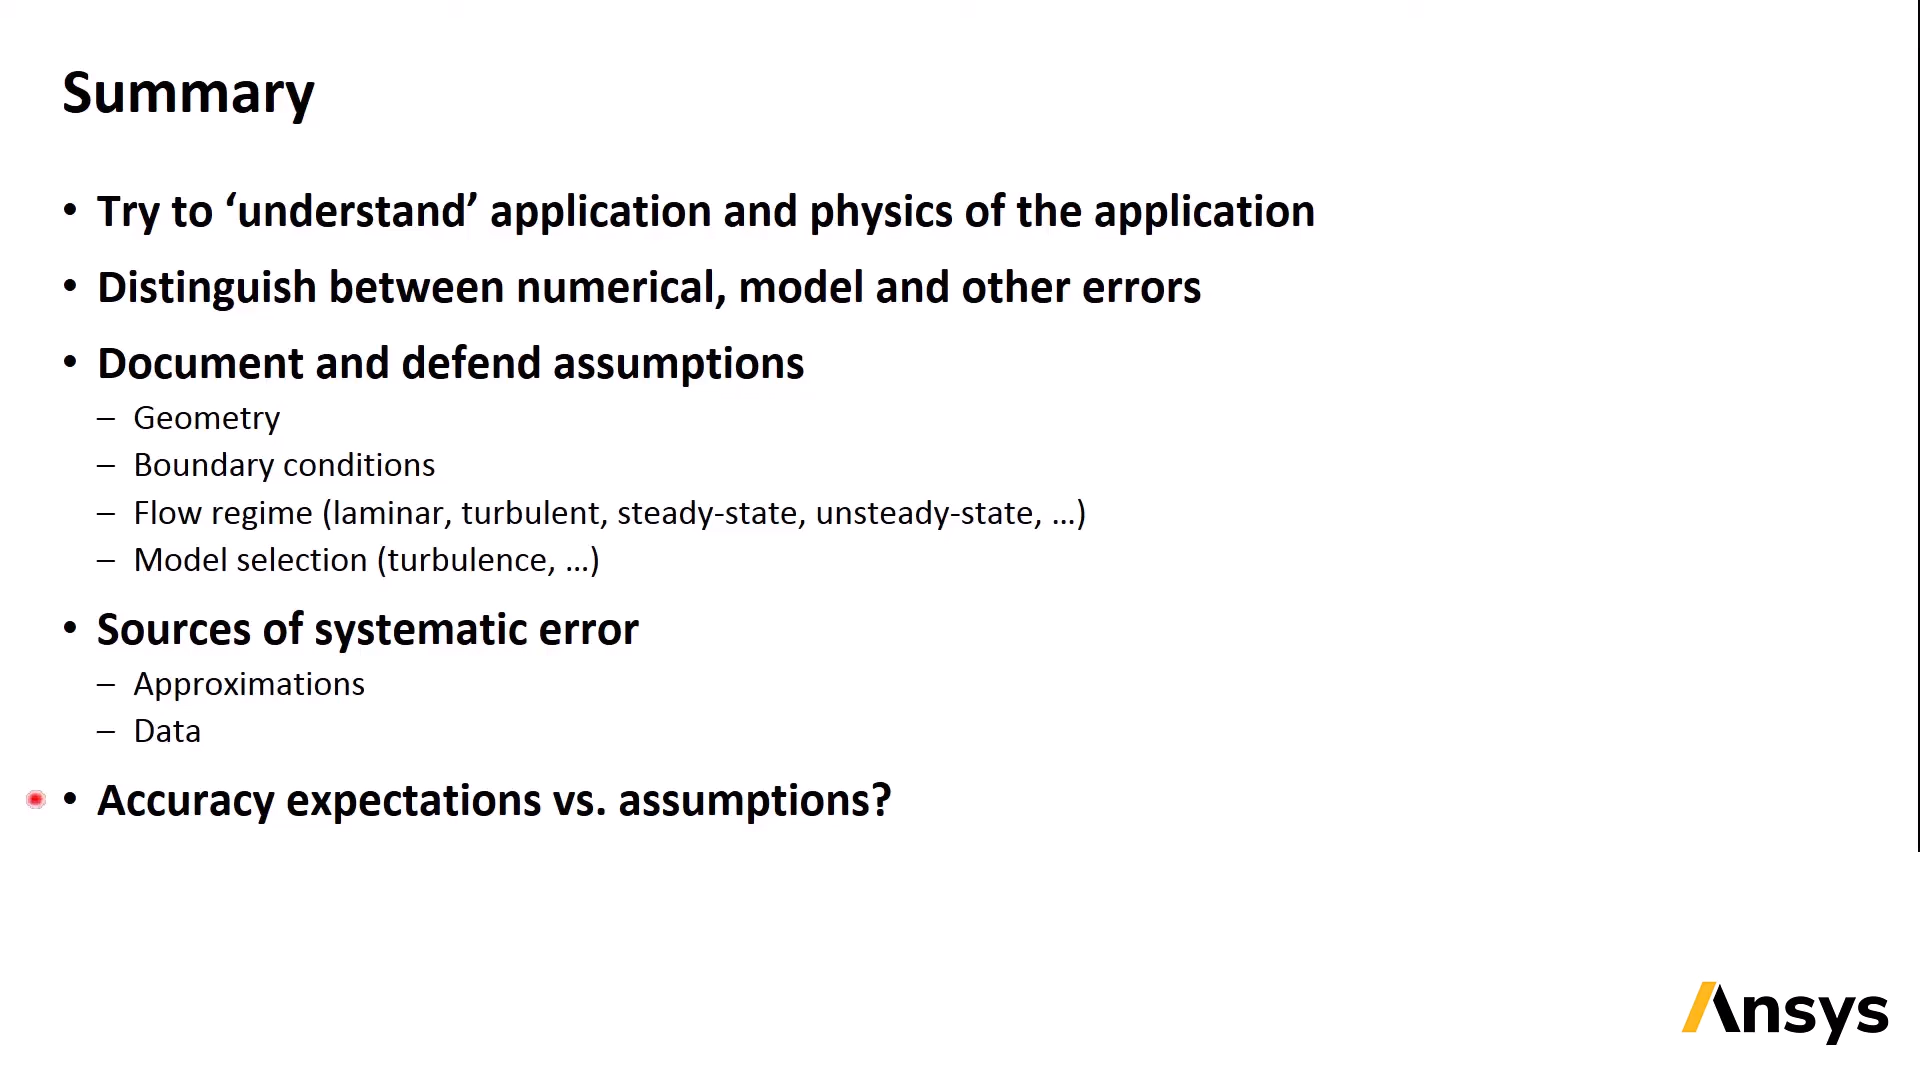 Summary
• Try to ‘understand’ application and physics of the application
• Distinguish between numerical, model and other errors
• Document and defend assumptions
– Geometry
– Boundary conditions
– Flow regime (laminar, turbulent, steady-state, unsteady-state, …)
– Model selection (turbulence, …)
• Sources of systematic error
– Approximations
– Data
• Accuracy expectations vs. assumptions?
Ansys